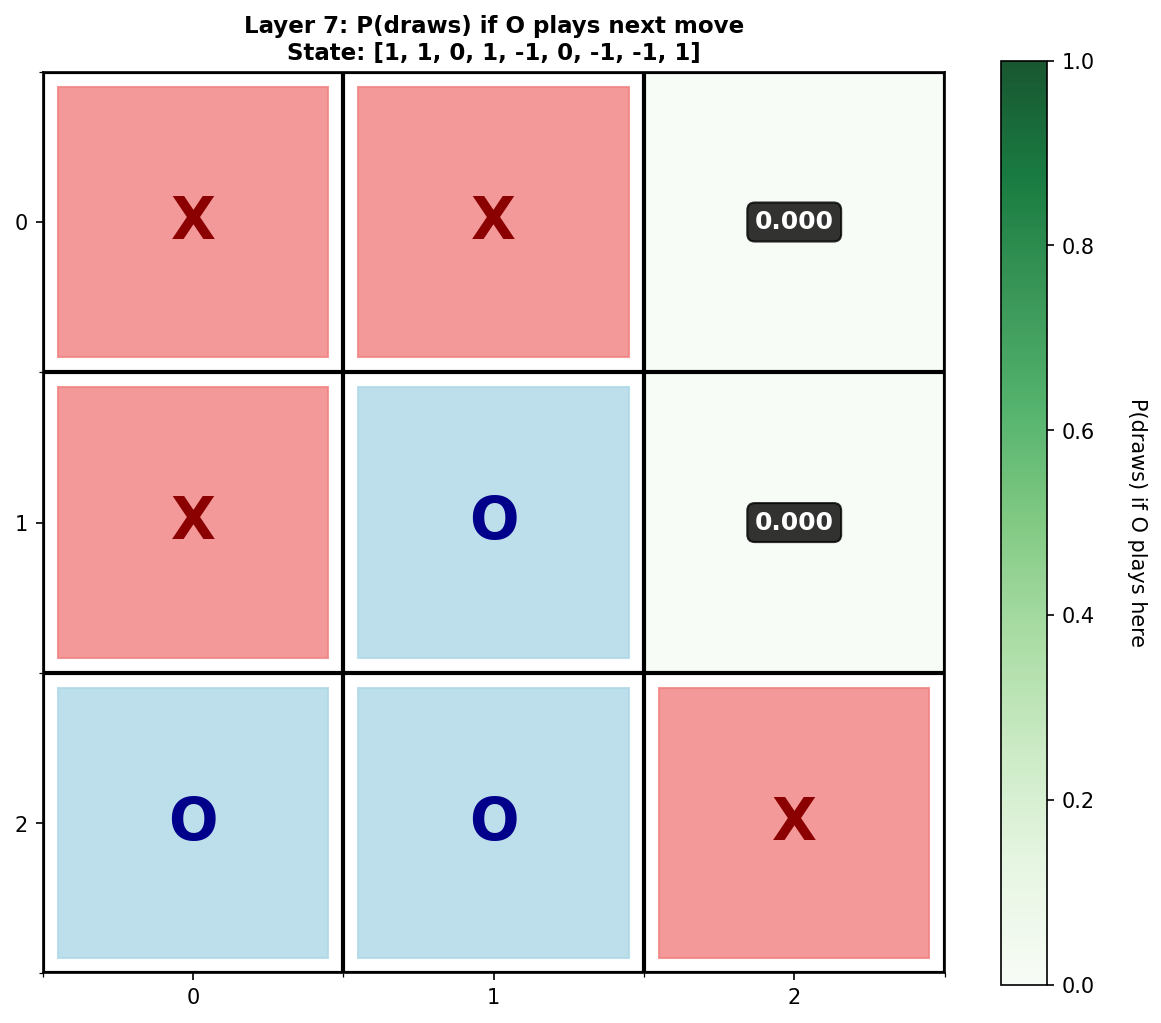 Layer 7: P(draws) if O plays next move
State: [1, 1, 0, 1, -1, 0, -1, -1, 1]
X X 0.000
X O 0.000
O O X
0
1
2
0 1 2
1.0
0.8
0.6
0.4
0.2
0.0
P(draws) if O plays here